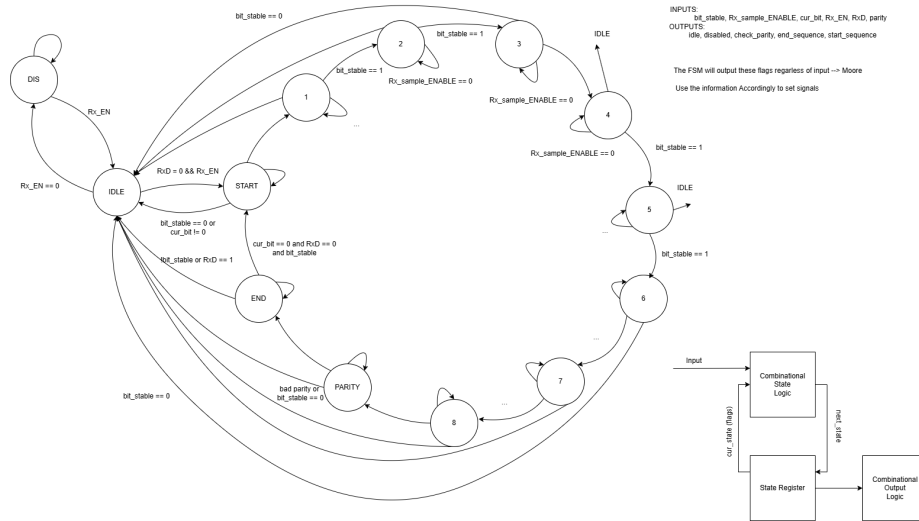 INPUTS:
bit_stable, Rx_sample_ENABLE, cur_bit, Rx_EN, RxD, parity
OUTPUTS:
idle, disabled, check_parity, end_sequence, start_sequence
The FSM will output these flags regarless of input --> Moore
Use the information Accordingly to set signals
bit_stable == 0
bit_stable == 1
2
3
IDLE
DIS
bit_stable == 1
Rx_sample_ENABLE == 0
1
Rx_sample_ENABLE == 0
4
Rx_EN
...
Rx_sample_ENABLE == 0
bit_stable == 1
RxD = 0 && Rx_EN
Rx_EN == 0
IDLE
START
IDLE
5
bit_stable == 0 or
cur_bit != 0
...
cur_bit == 0 and RxD == 0
and bit_stable
bit_stable == 1
!bit_stable or RxD == 1
END
6
...
Input
Combinational
State
Logic
bad parity or
bit_stable == 0
PARITY
7
bit_stable == 0
...
8
cur_state (flags)
next_state
State Register
Combinational
Output
Logic